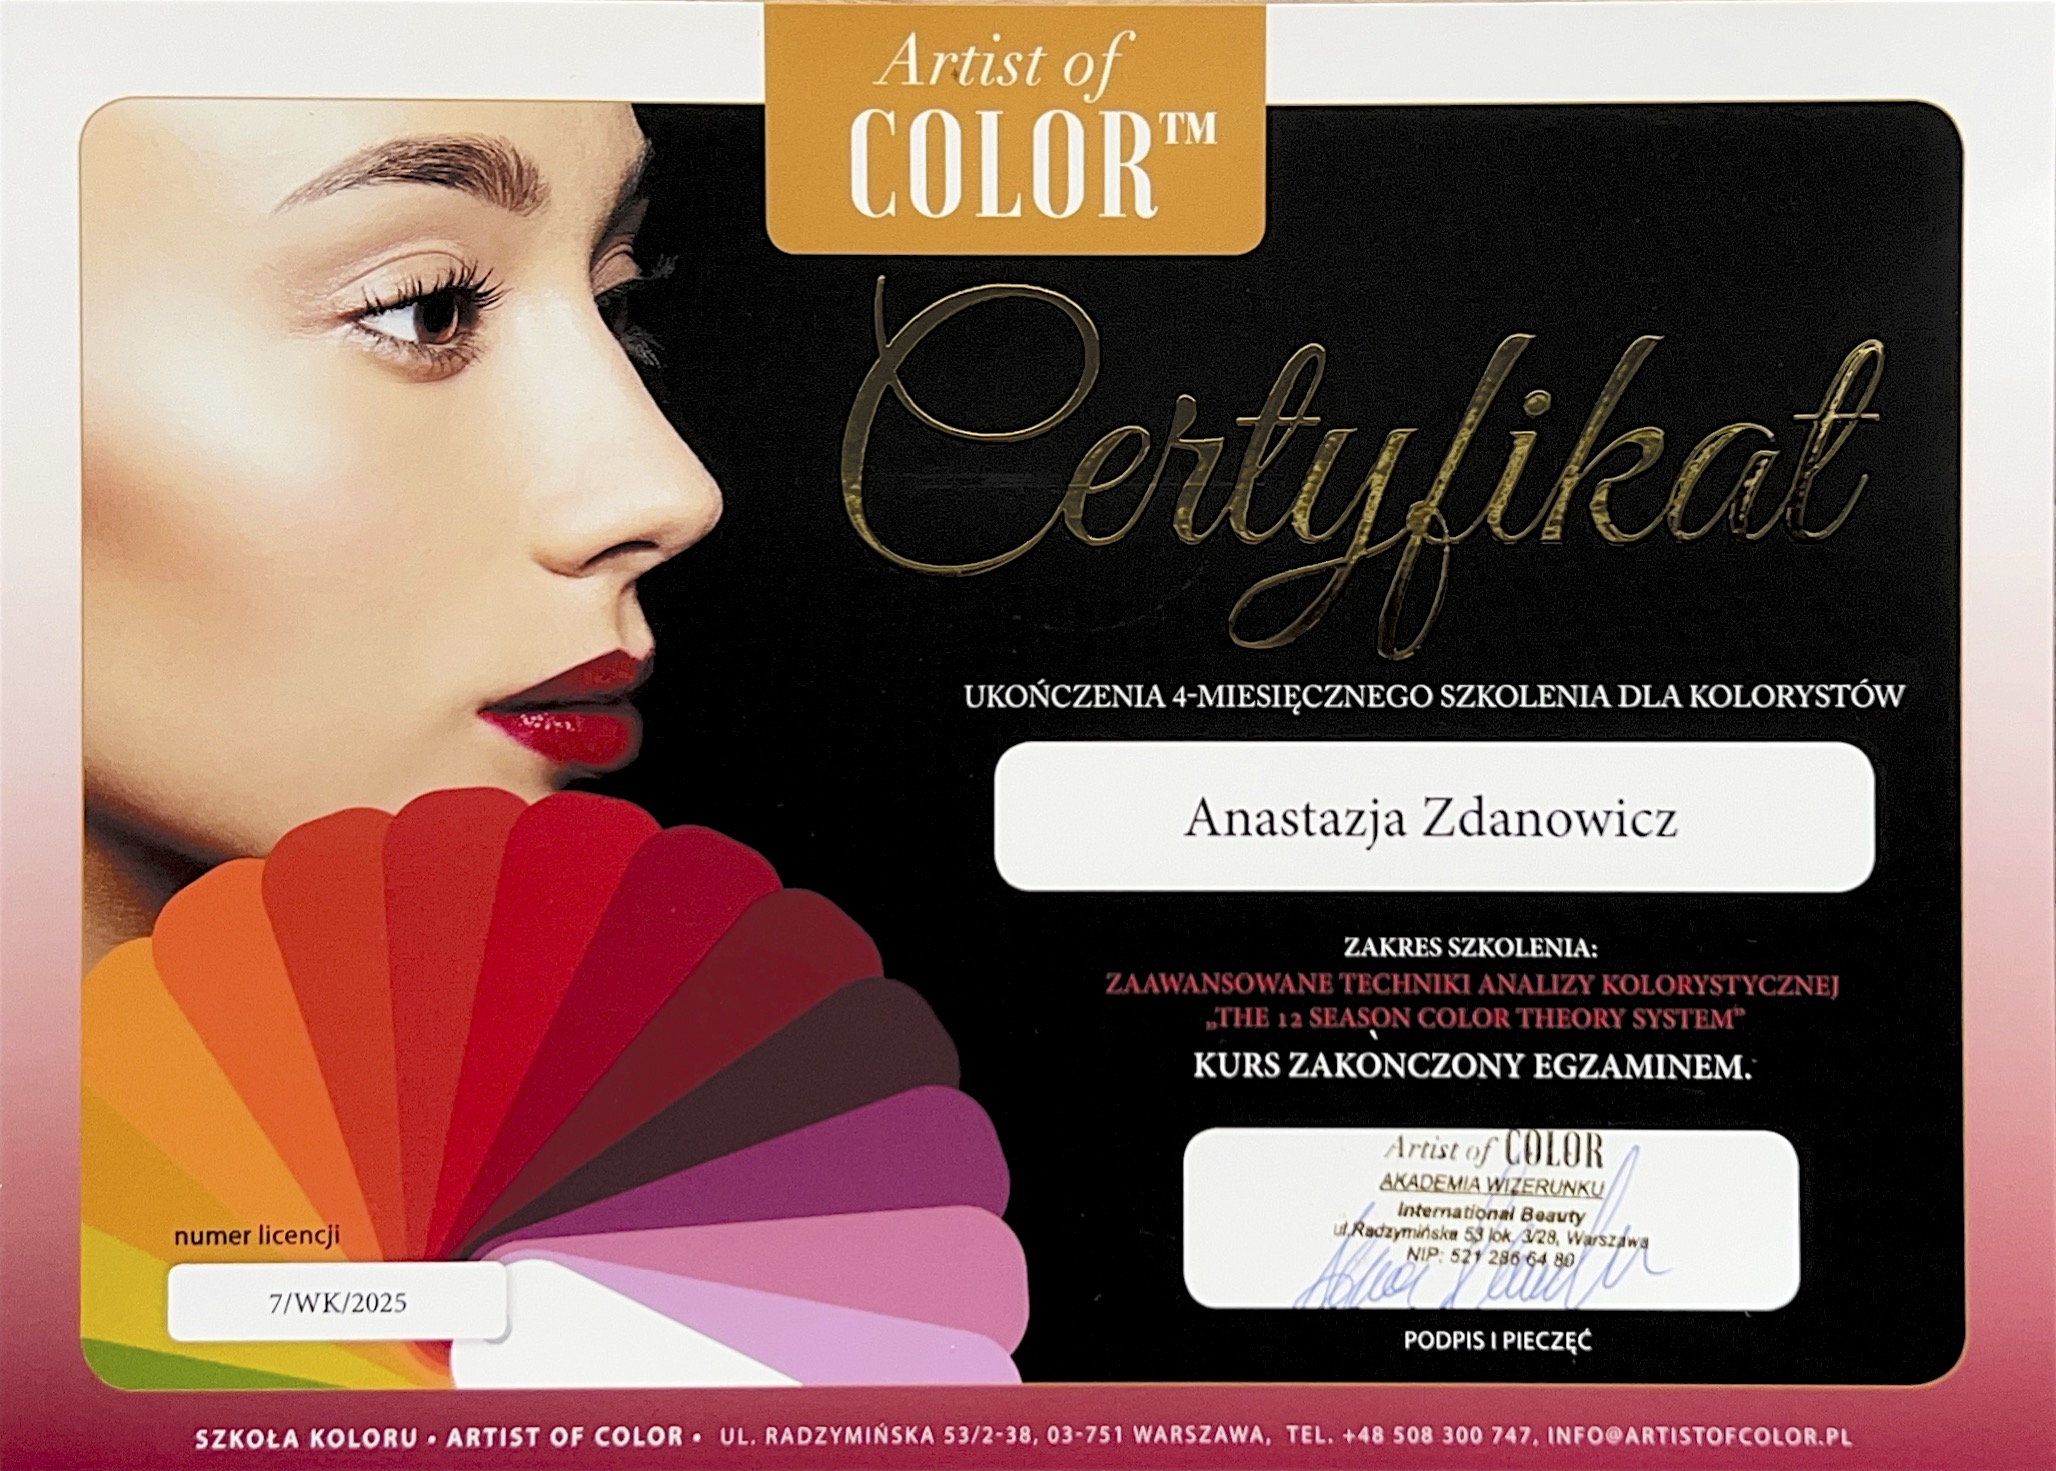 Artist of
COLOR™
Certyfikat
UKOŃCZENIA 4-MIESIĘCZNEGO SZKOLENIA DLA KOLORYSTÓW
Anastazja Zdanowicz
ZAKRES SZKOLENIA:
ZAAWANSOWANE TECHNIKI ANALIZY KOLORYSTYCZNEJ
„THE 12 SEASON COLOR THEORY SYSTEM”
KURS ZAKOŃCZONY EGZAMINEM.
Artist of COLOR
AKADEMIA WIZERUNKU
International Beauty
ul.Radzymińska 53 lok. 3/28, Warszawa
NIP: 521 286 64 80
PODPIS I PIECZĘĆ
numer licencji
7/WK/2025
SZKOŁA KOLORU • ARTIST OF COLOR • UL. RADZYMIŃSKA 53/2-38, 03-751 WARSZAWA, TEL. +48 508 300 747, INFO@ARTISTOFCOLOR.PL